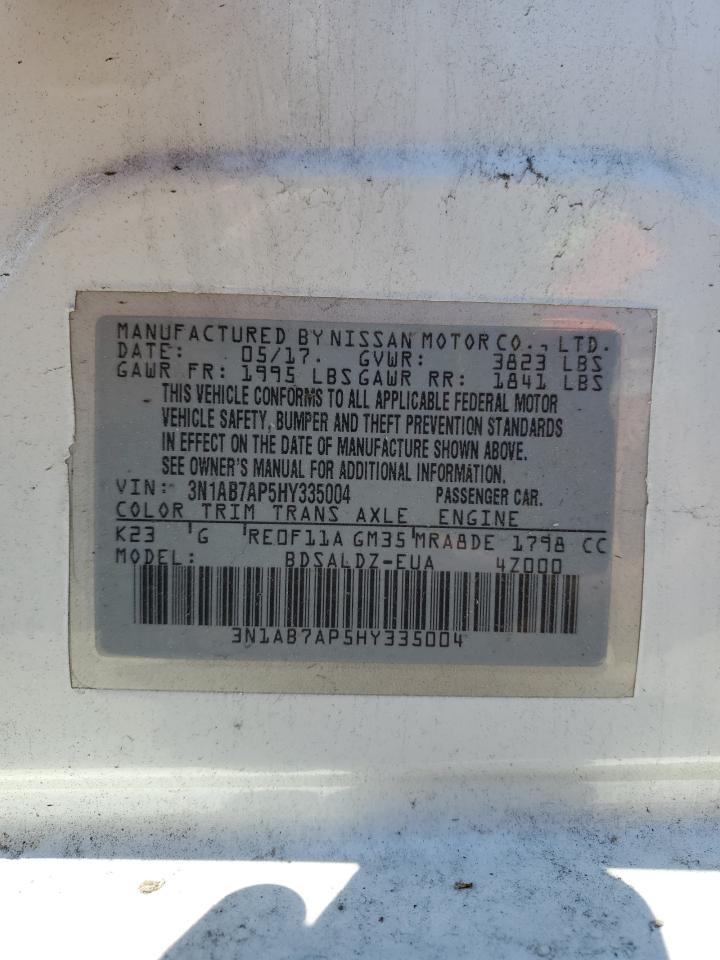 MANUFACTURED BY NISSAN MOTOR CO., LTD.
DATE: 05/17. GVWR: 3823 LBS
GAWR FR: 1995 LBS GAWR RR: 1841 LBS
THIS VEHICLE CONFORMS TO ALL APPLICABLE FEDERAL MOTOR
VEHICLE SAFETY, BUMPER AND THEFT PREVENTION STANDARDS
IN EFFECT ON THE DATE OF MANUFACTURE SHOWN ABOVE.
SEE OWNER'S MANUAL FOR ADDITIONAL INFORMATION.
VIN: 3N1AB7AP5HY335004 PASSENGER CAR.
COLOR TRIM TRANS AXLE ENGINE
K23 G RE0F11A GM35 MRA8DE 1798 CC
MODEL: BDSALDZ-EUA 4Z000
3N1AB7AP5HY335004